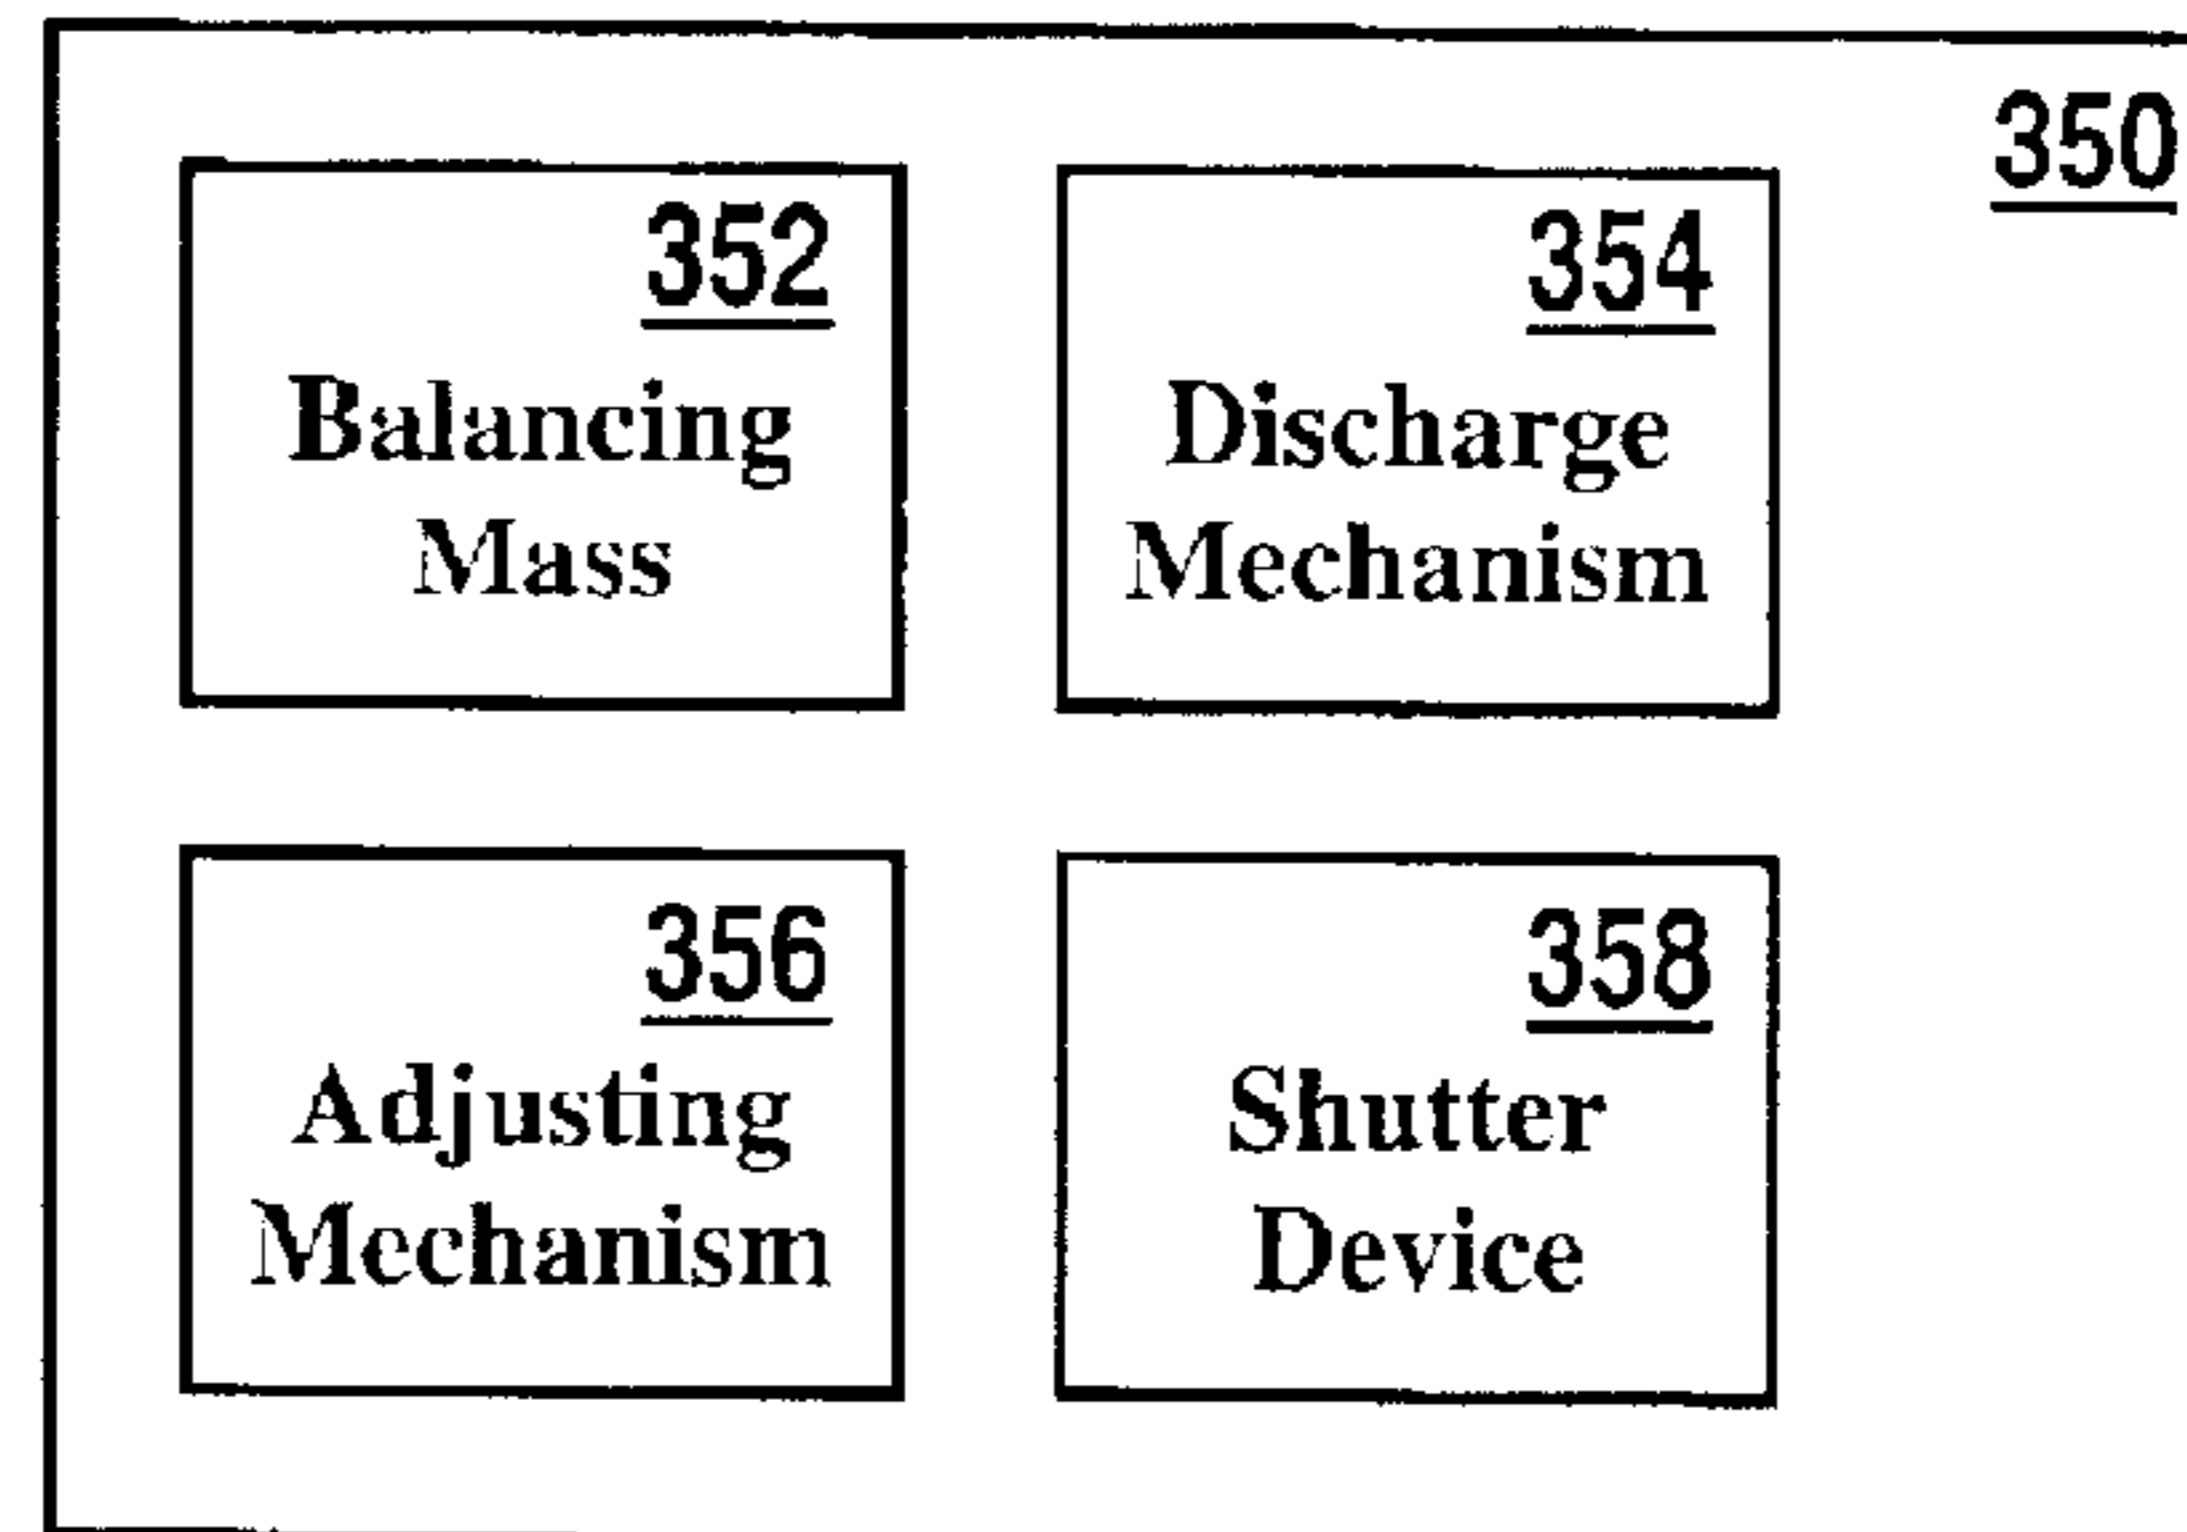 350
352
Balancing
Mass
354
Discharge
Mechanism
356
Adjusting
Mechanism
358
Shutter
Device